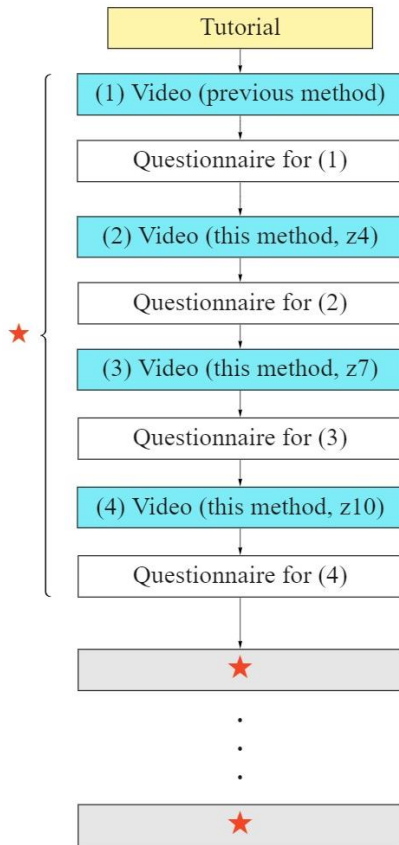 Tutorial
(1) Video (previous method)
Questionnaire for (1)
(2) Video (this method, z4)
Questionnaire for (2)
(3) Video (this method, z7)
Questionnaire for (3)
(4) Video (this method, z10)
Questionnaire for (4)